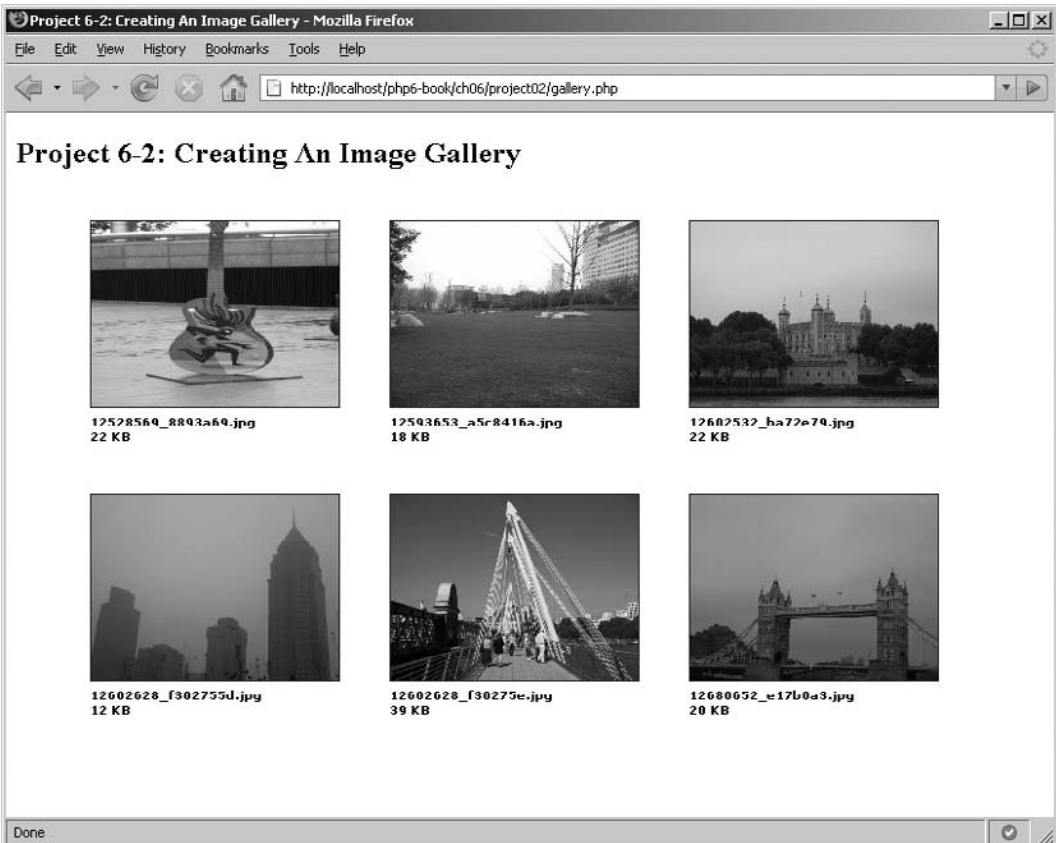 Project 6-2: Creating An Image Gallery - Mozilla Firefox
File Edit View History Bookmarks Tools Help
http://localhost/php6-book/ch06/project02/gallery.php
Project 6-2: Creating An Image Gallery
12528569_8893a69.jpg
22 KB
12593653_a5c8416a.jpg
18 KB
12602532_ba72e79.jpg
22 KB
12602628_f302755d.jpg
12 KB
12602628_f30275e.jpg
39 KB
12680652_e17b0a3.jpg
20 KB
Done